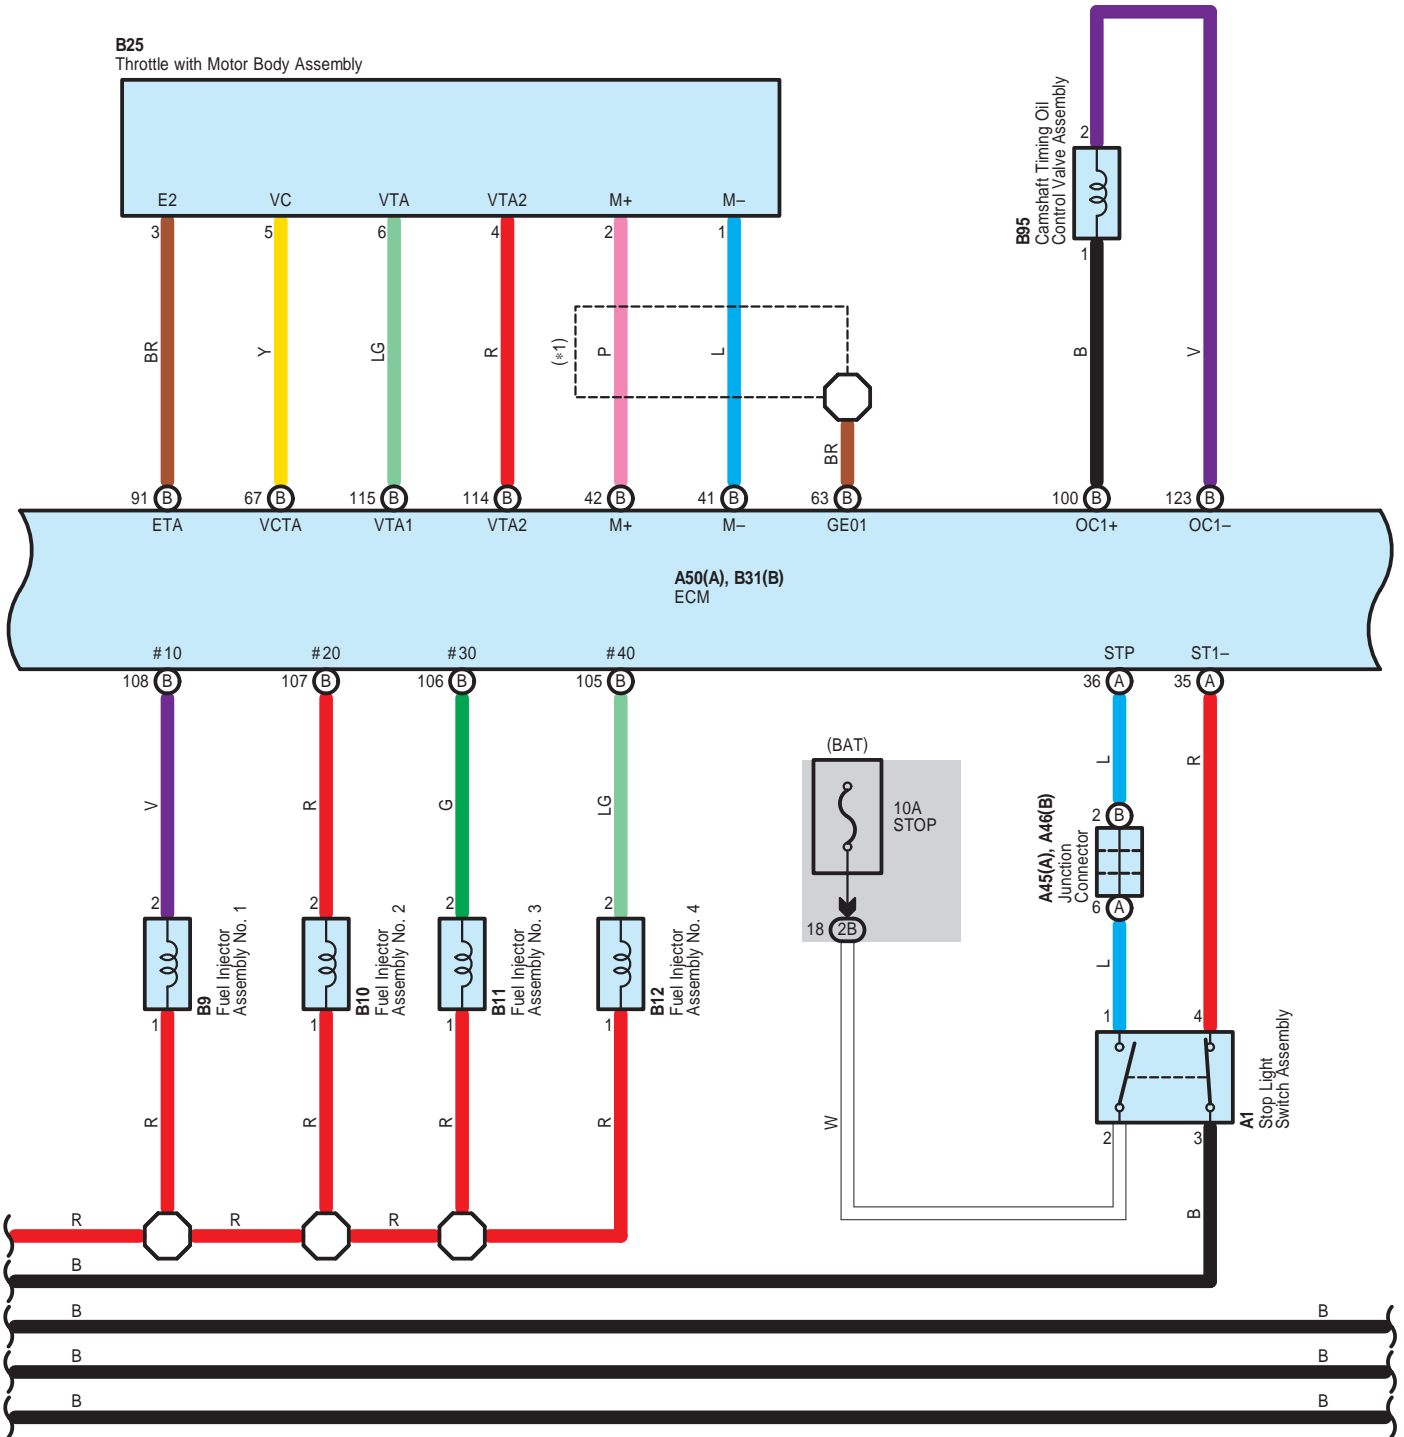 B25
Throttle with Motor Body Assembly
E2 VC VTA VTA2 M+ M–
3 5 6 4 2 1
B95
Camshaft Timing Oil
Control Valve Assembly
2
1
BR Y LG R (*1) P L B V
BR
91 B 67 B 115 B 114 B 42 B 41 B 63 B 100 B 123 B
ETA VCTA VTA1 VTA2 M+ M– GE01 OC1+ OC1–
A50(A), B31(B)
ECM
#10 #20 #30 #40 STP ST1–
108 B 107 B 106 B 105 B 36 A 35 A
V R G LG L R
(BAT)
10A
STOP
18 2B
2 B
A45(A), A46(B)
Junction
Connector
6 A
L
2 2 2 2
B9
Fuel Injector
Assembly No. 1
B10
Fuel Injector
Assembly No. 2
B11
Fuel Injector
Assembly No. 3
B12
Fuel Injector
Assembly No. 4
1 1 1 1
1 4
A1
Stop Light
Switch Assembly
2 3
R R R R W
B
R R R
B
B B
B B
B B